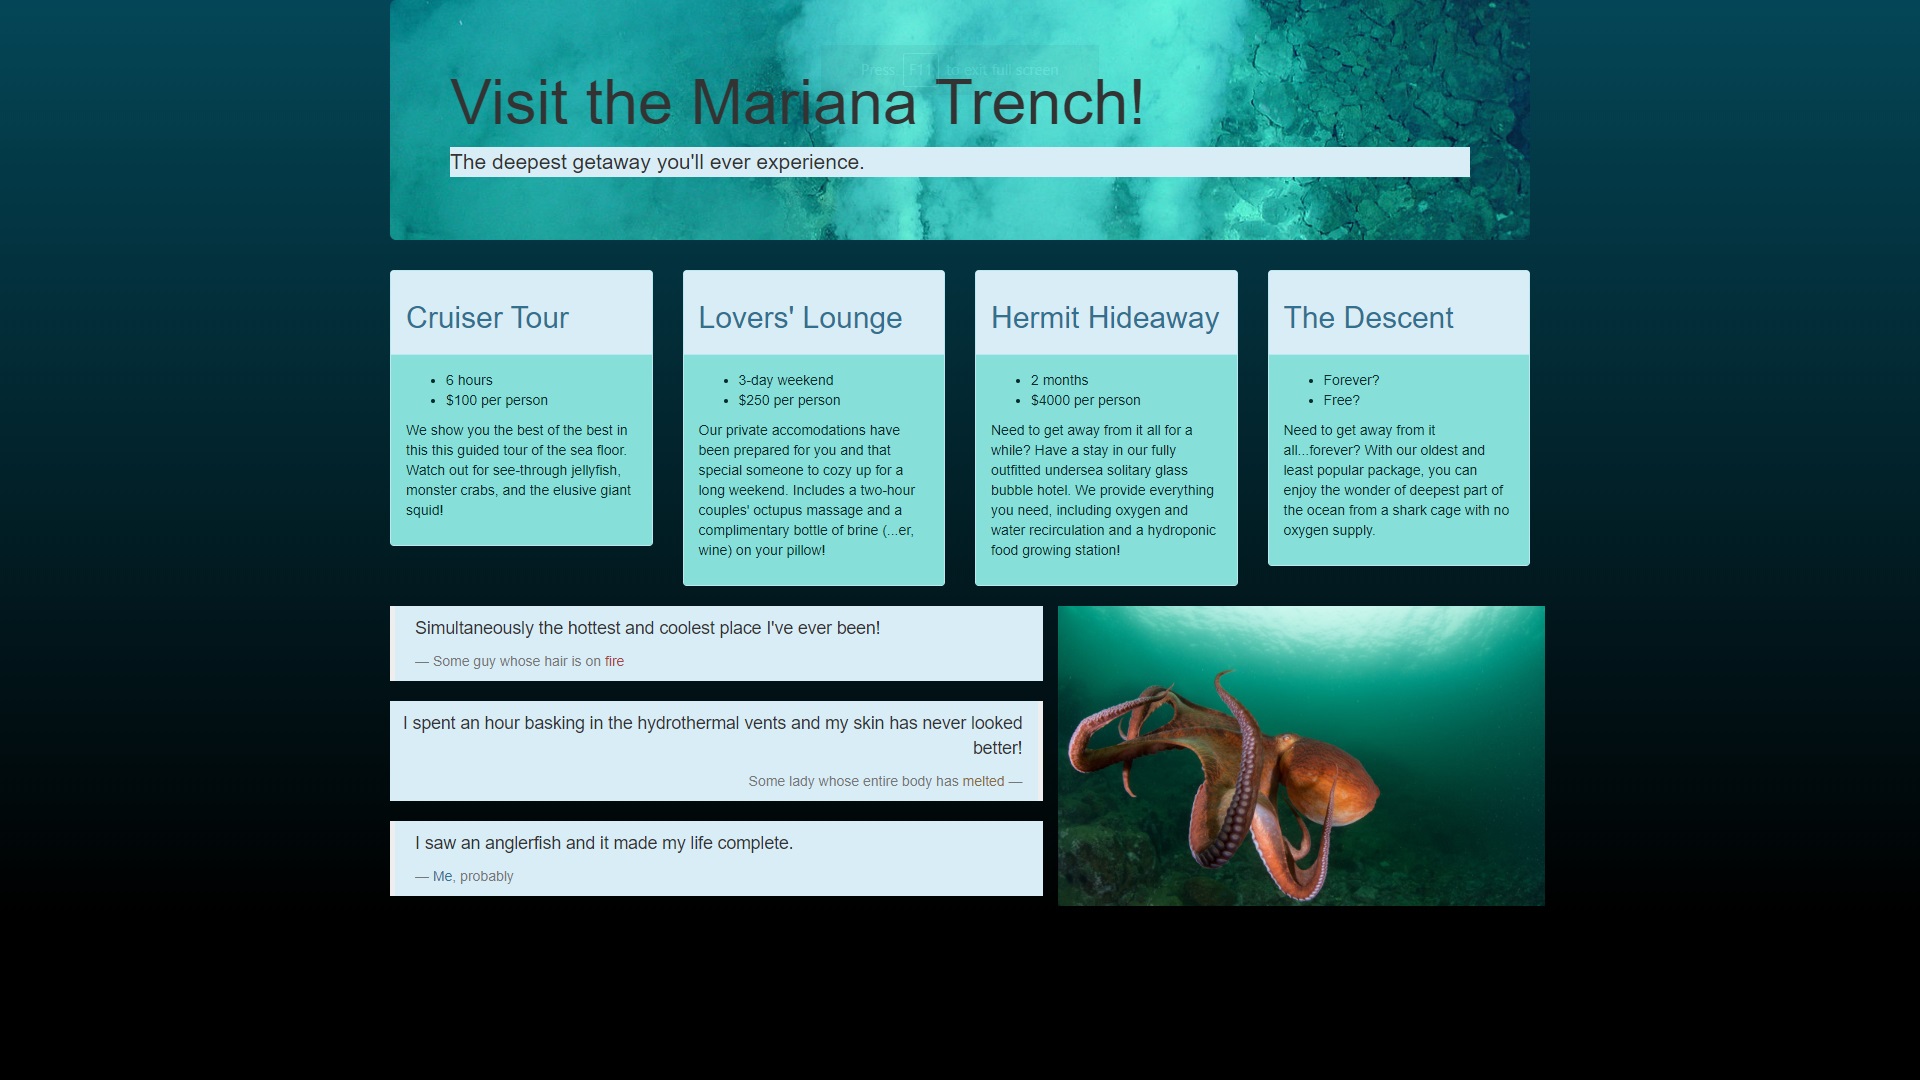 Press F11 to exit full screen
Visit the Mariana Trench!
The deepest getaway you'll ever experience.
Cruiser Tour
6 hours
$100 per person
We show you the best of the best in
this this guided tour of the sea floor.
Watch out for see-through jellyfish,
monster crabs, and the elusive giant
squid!
Lovers' Lounge
3-day weekend
$250 per person
Our private accomodations have
been prepared for you and that
special someone to cozy up for a
long weekend. Includes a two-hour
couples' octupus massage and a
complimentary bottle of brine (...er,
wine) on your pillow!
Hermit Hideaway
2 months
$4000 per person
Need to get away from it all for a
while? Have a stay in our fully
outfitted undersea solitary glass
bubble hotel. We provide everything
you need, including oxygen and
water recirculation and a hydroponic
food growing station!
The Descent
Forever?
Free?
Need to get away from it
all...forever? With our oldest and
least popular package, you can
enjoy the wonder of deepest part of
the ocean from a shark cage with no
oxygen supply.
Simultaneously the hottest and coolest place I've ever been!
— Some guy whose hair is on fire
I spent an hour basking in the hydrothermal vents and my skin has never looked
better!
Some lady whose entire body has melted —
I saw an anglerfish and it made my life complete.
— Me, probably